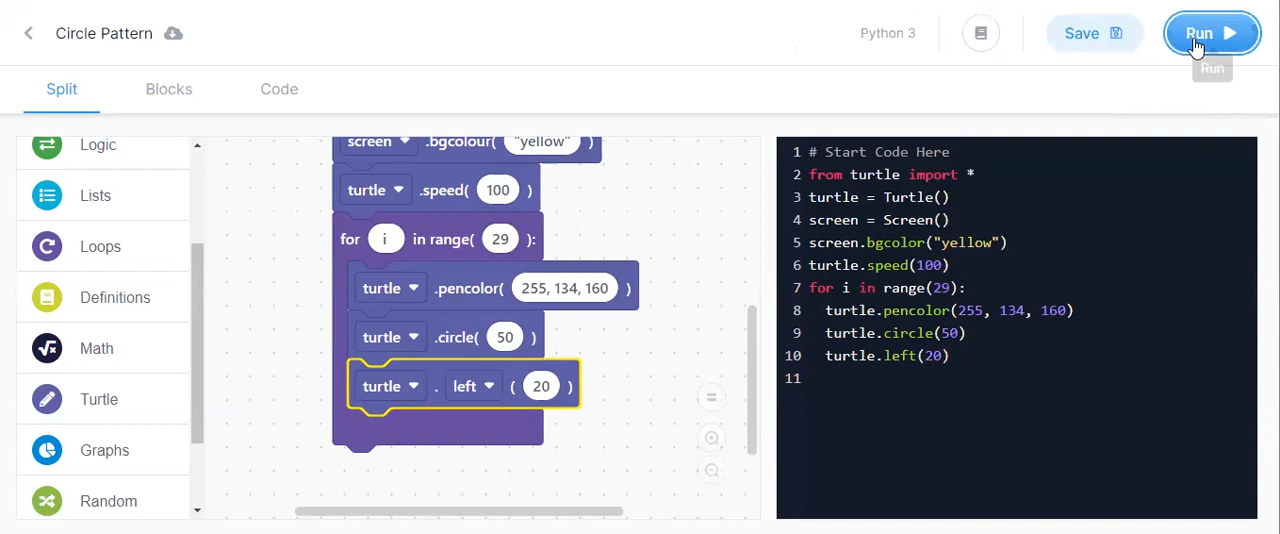 Circle Pattern
Python 3
Save
Run
Run
Split
Blocks
Code
Logic
Lists
Loops
Definitions
Math
Turtle
Graphs
Random
screen .bgcolour( "yellow" )
turtle .speed( 100 )
for i in range( 29 ):
turtle .pencolor( 255, 134, 160 )
turtle .circle( 50 )
turtle . left ( 20 )
1 # Start Code Here
2 from turtle import *
3 turtle = Turtle()
4 screen = Screen()
5 screen.bgcolor("yellow")
6 turtle.speed(100)
7 for i in range(29):
8 turtle.pencolor(255, 134, 160)
9 turtle.circle(50)
10 turtle.left(20)
11